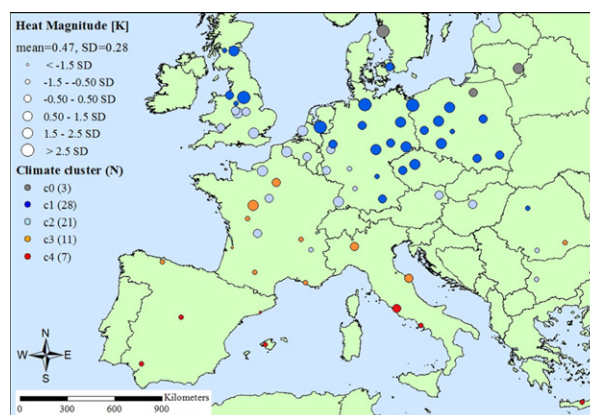 Heat Magnitude [K]
mean=0.47, SD=0.28
< -1.5 SD
-1.5 - -0.50 SD
-0.50 - 0.50 SD
0.50 - 1.5 SD
1.5 - 2.5 SD
> 2.5 SD
Climate cluster (N)
c0 (3)
c1 (28)
c2 (21)
c3 (11)
c4 (7)
N
W E
S
Kilometers
0 300 600 900